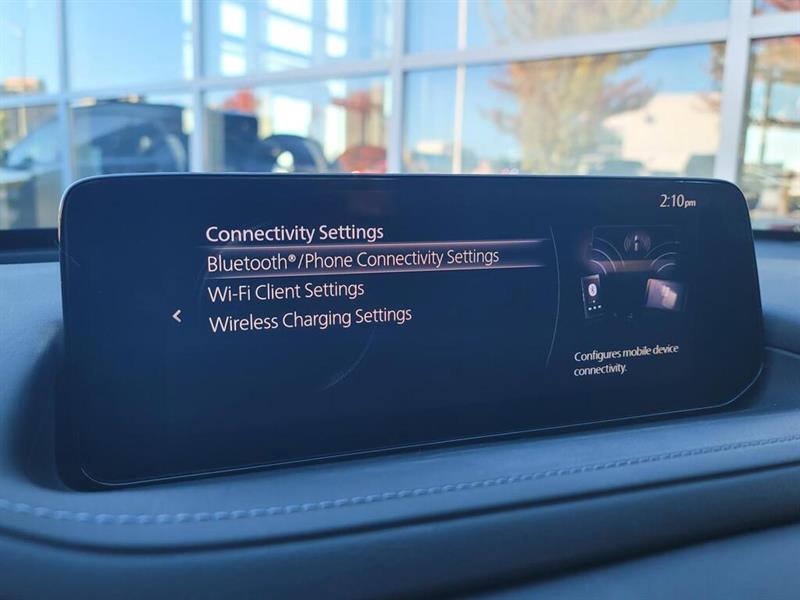 2:10pm
Connectivity Settings
Bluetooth®/Phone Connectivity Settings
Wi-Fi Client Settings
Wireless Charging Settings
Configures mobile device
connectivity.